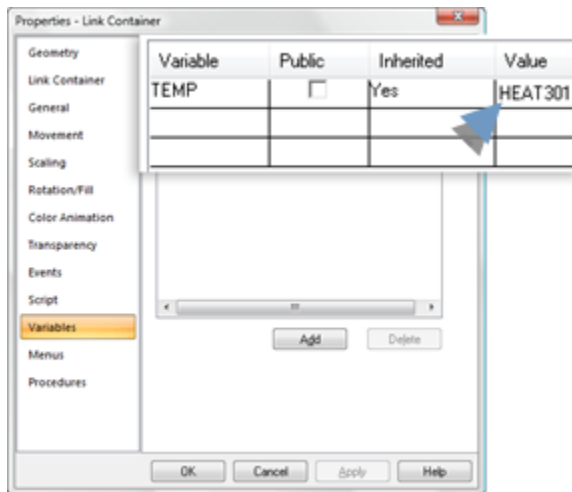 Properties - Link Container
Geometry
Link Container
General
Movement
Scaling
Rotation/Fill
Color Animation
Transparency
Events
Script
Variables
Menus
Procedures
Variable Public Inherited Value
TEMP Yes HEAT301
Add Delete
OK Cancel Apply Help